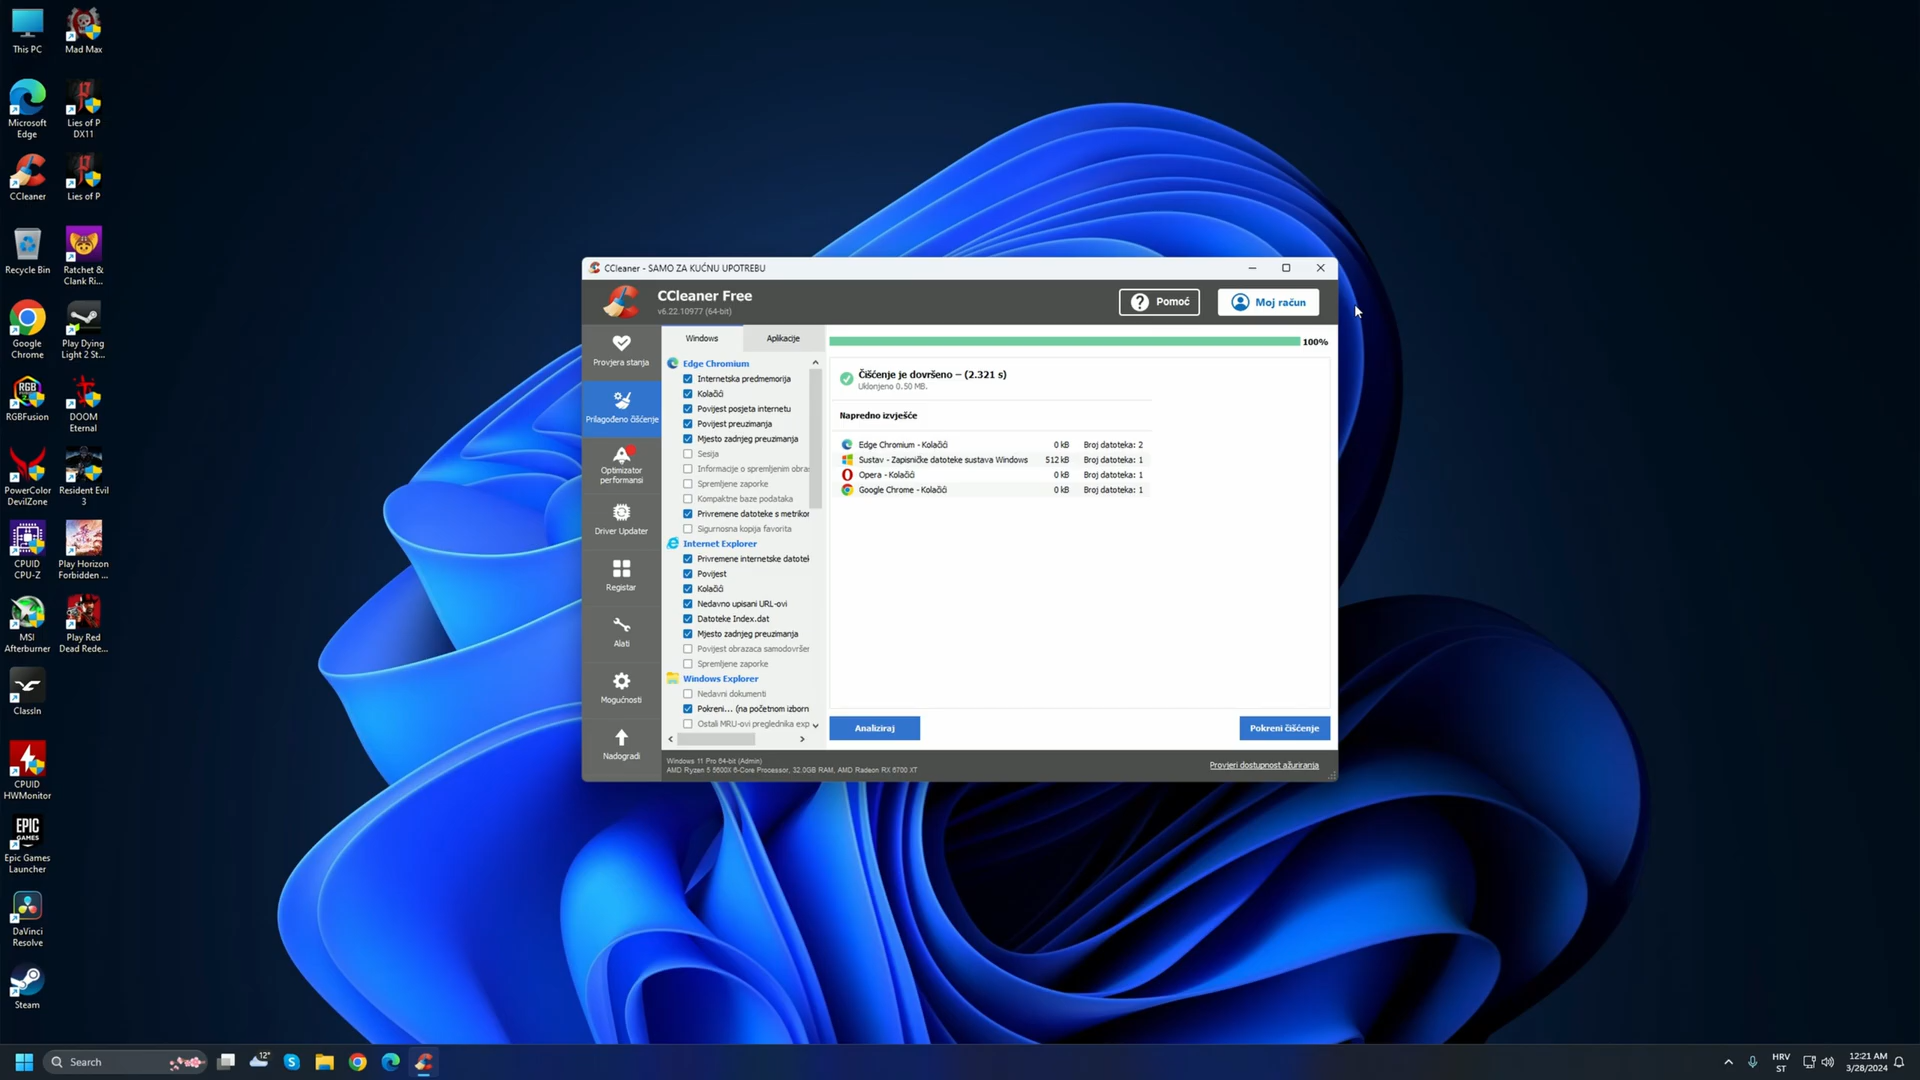 This PC
Mad Max
Microsoft
Edge
Lies of P
DX11
CCleaner
Lies of P
Recycle Bin
Ratchet &
Clank Ri...
Google
Chrome
Play Dying
Light 2 St...
RGBFusion
DOOM
Eternal
PowerColor
DevilZone
Resident Evil
3
CPUID
CPU-Z
Play Horizon
Forbidden ...
MSI
Afterburner
Play Red
Dead Rede...
ClassIn
CPUID
HWMonitor
EPIC
GAMES
Epic Games
Launcher
DaVinci
Resolve
Steam
CCleaner - SAMO ZA KUĆNU UPOTREBU
CCleaner Free
v6.22.10977 (64-bit)
Pomoć
Moj račun
Provjera stanja
Prilagođeno čišćenje
Optimizator
performansi
Driver Updater
Registar
Alati
Mogućnosti
Nadogradi
Windows
Aplikacije
Edge Chromium
Internetska predmemorija
Kolačići
Povijest posjeta internetu
Povijest preuzimanja
Mjesto zadnjeg preuzimanja
Sesija
Informacije o spremljenim obra
Spremljene zaporke
Kompaktne baze podataka
Privremene datoteke s metrikom
Sigurnosna kopija favorita
Internet Explorer
Privremene internetske datotek
Povijest
Kolačići
Nedavno upisani URL-ovi
Datoteke Index.dat
Mjesto zadnjeg preuzimanja
Povijest obrazaca samodovršen
Spremljene zaporke
Windows Explorer
Nedavni dokumenti
Pokreni... (na početnom izborn
Ostali MRU-ovi preglednika exp
100%
Čišćenje je dovršeno – (2.321 s)
Uklonjeno 0.50 MB.
Napredno izvješće
Edge Chromium - Kolačići 0 kB Broj datoteka: 2
Sustav - Zapisničke datoteke sustava Windows 512 kB Broj datoteka: 1
Opera - Kolačići 0 kB Broj datoteka: 1
Google Chrome - Kolačići 0 kB Broj datoteka: 1
Analiziraj
Pokreni čišćenje
Windows 11 Pro 64-bit (Admin)
AMD Ryzen 5 5600X 6-Core Processor, 32.0GB RAM, AMD Radeon RX 6700 XT
Provjeri dostupnost ažuriranja
Search
12°
HRV
ST
12:21 AM
3/28/2024